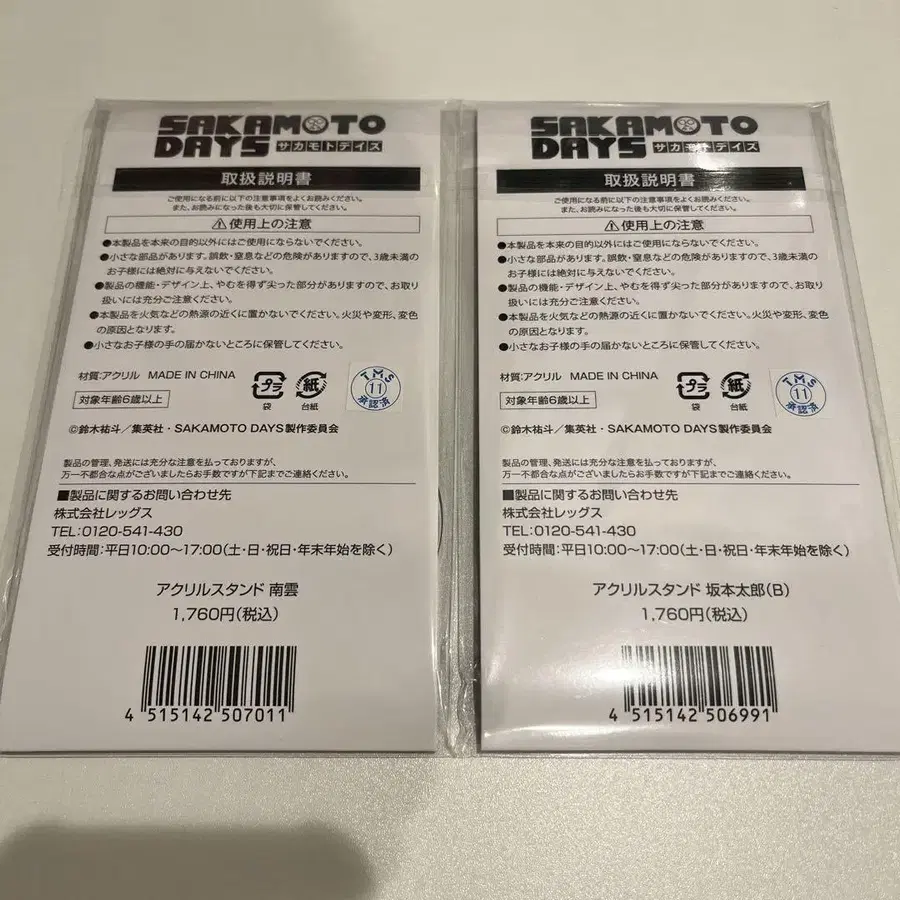 SAKAMOTO
DAYS サカモトデイズ
取扱説明書
ご使用になる前に以下の注意事項をよくお読みください。
また、お読みになった後も大切に保管してください。
⚠使用上の注意
●本製品を本来の目的以外にはご使用にならないでください。
●小さな部品があります。誤飲・窒息などの危険がありますので、3歳未満の
お子様には絶対に与えないでください。
●製品の機能・デザイン上、やむを得ず尖った部分がありますので、お取り
扱いには充分ご注意ください。
●本製品を火気などの熱源の近くに置かないでください。火災や変形、変色
の原因となります。
●小さなお子様の手の届かないところに保管してください。
材質:アクリル MADE IN CHINA
対象年齢6歳以上
プラ
袋
紙
台紙
TMS
11
承認済
©鈴木祐斗/集英社・SAKAMOTO DAYS製作委員会
製品の管理、発送には充分な注意を払っておりますが、
万一不都合な点がございましたらお手数ですが下記までご連絡ください。
■製品に関するお問い合わせ先
株式会社レッグス
TEL:0120-541-430
受付時間:平日10:00〜17:00(土・日・祝日・年末年始を除く)
アクリルスタンド 南雲
1,760円(税込)
4 515142 507011
SAKAMOTO
DAYS サカモトデイズ
取扱説明書
ご使用になる前に以下の注意事項をよくお読みください。
また、お読みになった後も大切に保管してください。
⚠使用上の注意
●本製品を本来の目的以外にはご使用にならないでください。
●小さな部品があります。誤飲・窒息などの危険がありますので、3歳未満の
お子様には絶対に与えないでください。
●製品の機能・デザイン上、やむを得ず尖った部分がありますので、お取り
扱いには充分ご注意ください。
●本製品を火気などの熱源の近くに置かないでください。火災や変形、変色
の原因となります。
●小さなお子様の手の届かないところに保管してください。
材質:アクリル MADE IN CHINA
対象年齢6歳以上
プラ
袋
紙
台紙
TMS
11
承認済
©鈴木祐斗/集英社・SAKAMOTO DAYS製作委員会
製品の管理、発送には充分な注意を払っておりますが、
万一不都合な点がございましたらお手数ですが下記までご連絡ください。
■製品に関するお問い合わせ先
株式会社レッグス
TEL:0120-541-430
受付時間:平日10:00〜17:00(土・日・祝日・年末年始を除く)
アクリルスタンド 坂本太郎(B)
1,760円(税込)
4 515142 506991